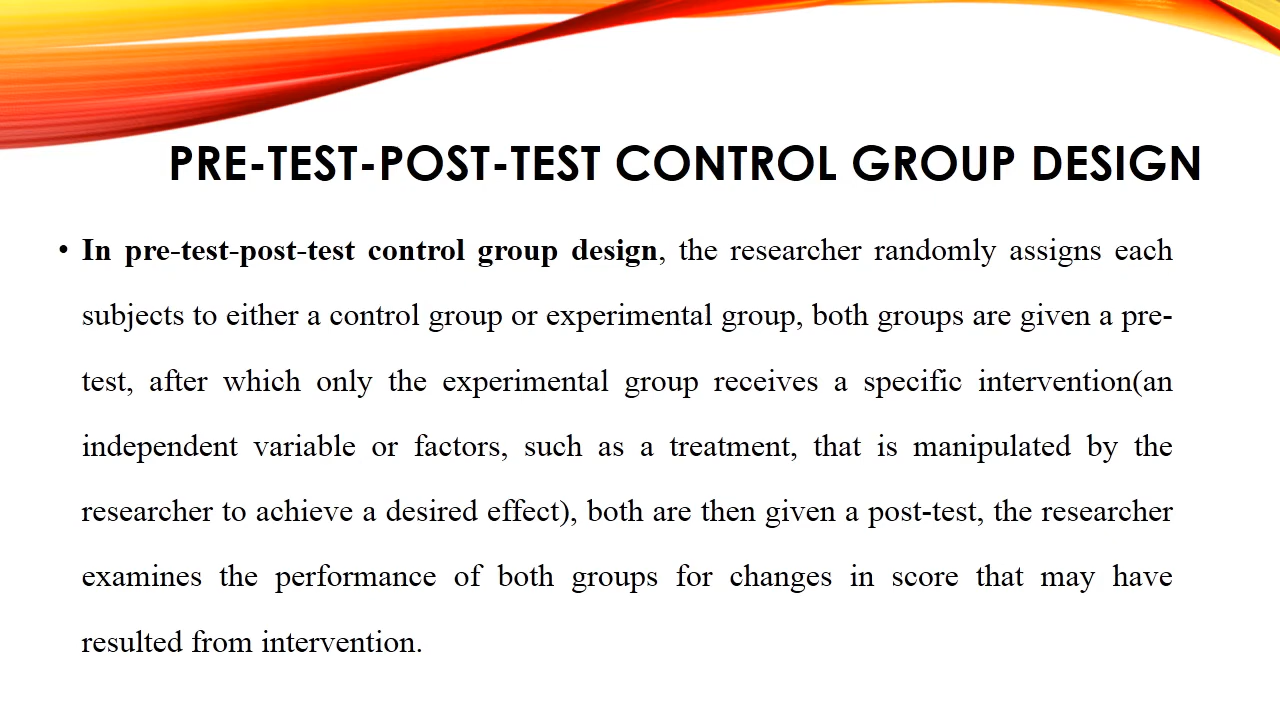 PRE-TEST-POST-TEST CONTROL GROUP DESIGN
• In pre-test-post-test control group design, the researcher randomly assigns each
subjects to either a control group or experimental group, both groups are given a pre-
test, after which only the experimental group receives a specific intervention(an
independent variable or factors, such as a treatment, that is manipulated by the
researcher to achieve a desired effect), both are then given a post-test, the researcher
examines the performance of both groups for changes in score that may have
resulted from intervention.